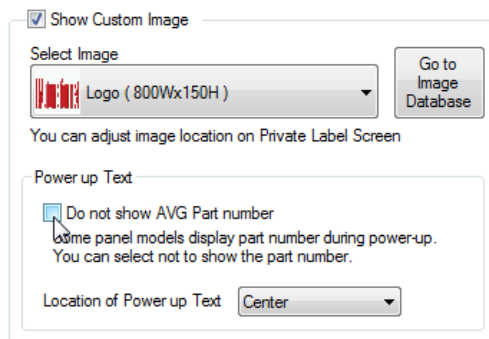 Show Custom Image
Select Image
Logo ( 800Wx150H )
Go to
Image
Database
You can adjust image location on Private Label Screen
Power up Text
Do not show AVG Part number
Some panel models display part number during power-up.
You can select not to show the part number.
Location of Power up Text
Center